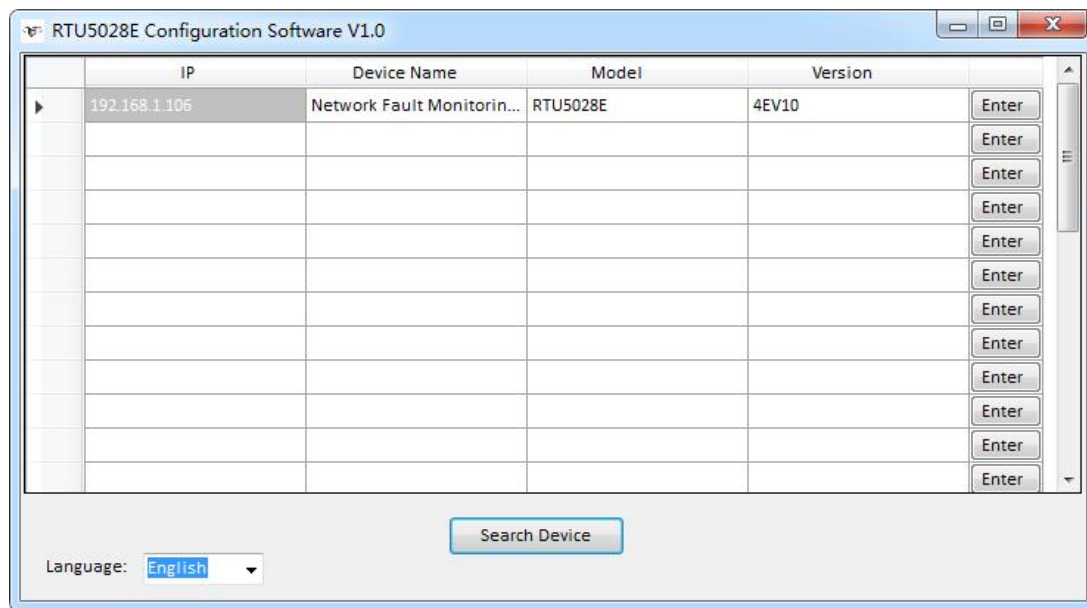 RTU5028E Configuration Software V1.0
IP Device Name Model Version
192.168.1.106 Network Fault Monitorin... RTU5028E 4EV10 Enter
Enter
Enter
Enter
Enter
Enter
Enter
Enter
Enter
Enter
Enter
Enter
Search Device
Language: English